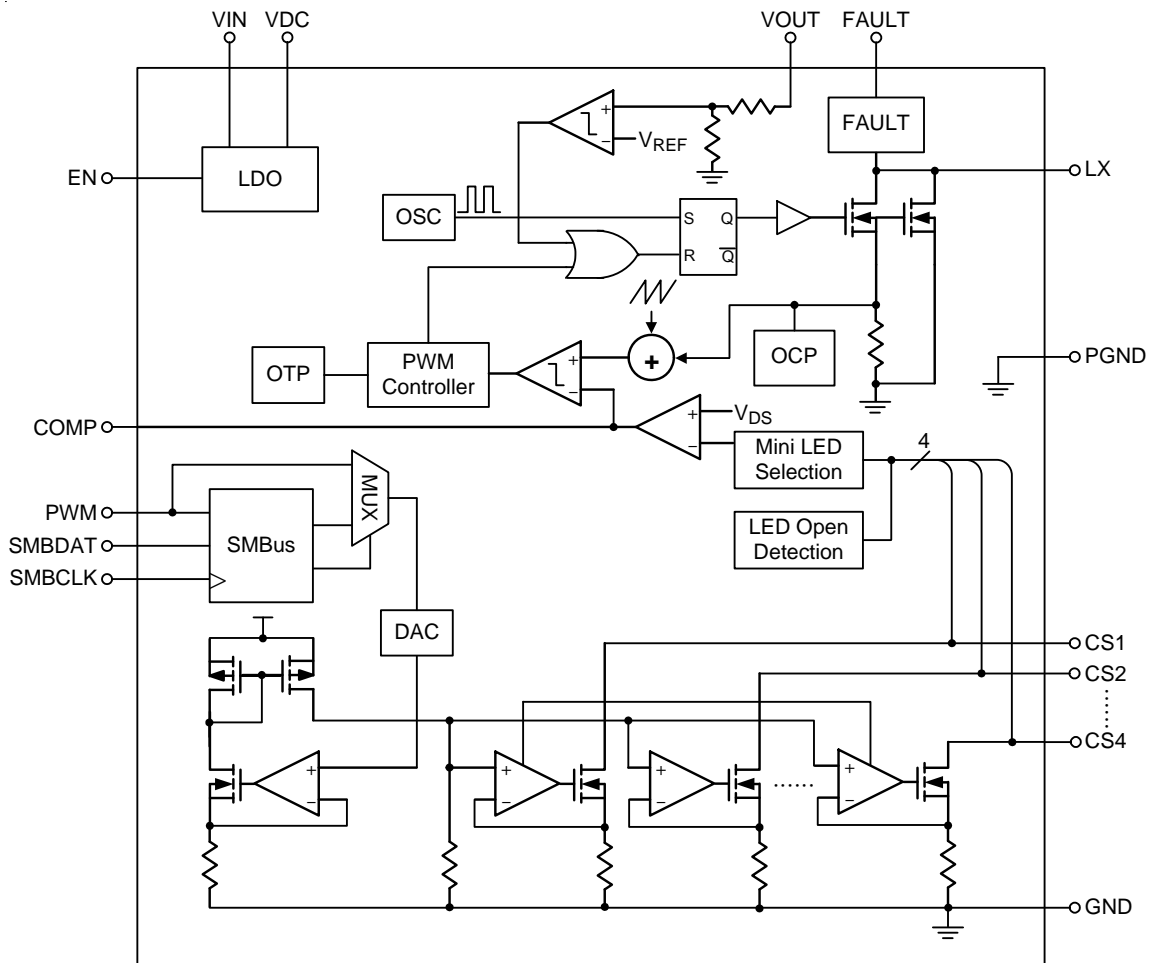 VIN VDC VOUT FAULT
FAULT
+
−
VREF
LX
EN
LDO
OSC
S Q
R Q
OCP
PGND
OTP
PWM
Controller
+
−
+
COMP
+
−
VDS
Mini LED
Selection
4
PWM
SMBDAT
SMBCLK
SMBus
MUX
LED Open
Detection
DAC
CS1
CS2
CS4
+
−
+
−
+
−
+
−
GND